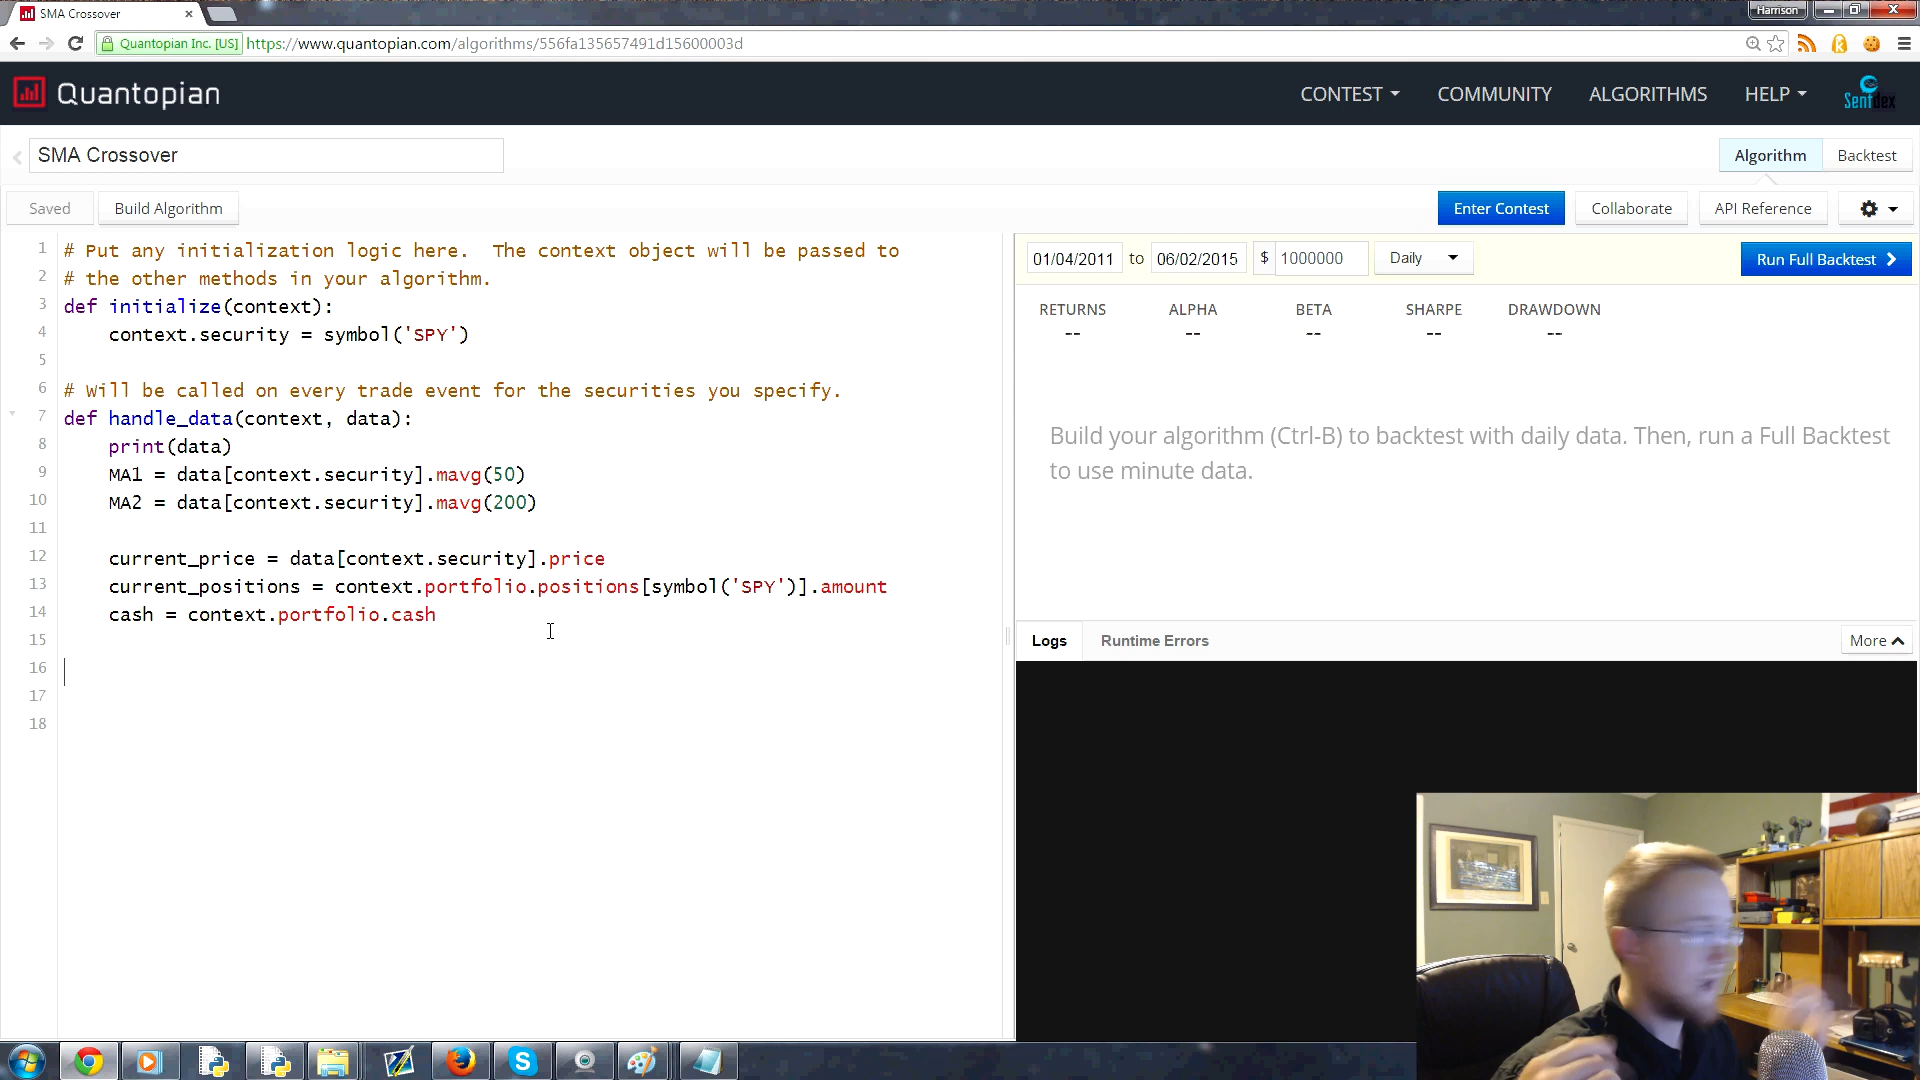 SMA Crossover
Harrison
Quantopian Inc. [US] https://www.quantopian.com/algorithms/556fa135657491d15600003d
Quantopian
CONTEST COMMUNITY ALGORITHMS HELP
Sentdex
SMA Crossover
Algorithm Backtest
Saved Build Algorithm
Enter Contest Collaborate API Reference
1 # Put any initialization logic here. The context object will be passed to
2 # the other methods in your algorithm.
3 def initialize(context):
4 context.security = symbol('SPY')
5
6 # Will be called on every trade event for the securities you specify.
7 def handle_data(context, data):
8 print(data)
9 MA1 = data[context.security].mavg(50)
10 MA2 = data[context.security].mavg(200)
11
12 current_price = data[context.security].price
13 current_positions = context.portfolio.positions[symbol('SPY')].amount
14 cash = context.portfolio.cash
15
16
17
18
01/04/2011 to 06/02/2015 $ 1000000 Daily Run Full Backtest
RETURNS ALPHA BETA SHARPE DRAWDOWN
-- -- -- -- --
Build your algorithm (Ctrl-B) to backtest with daily data. Then, run a Full Backtest
to use minute data.
Logs Runtime Errors More